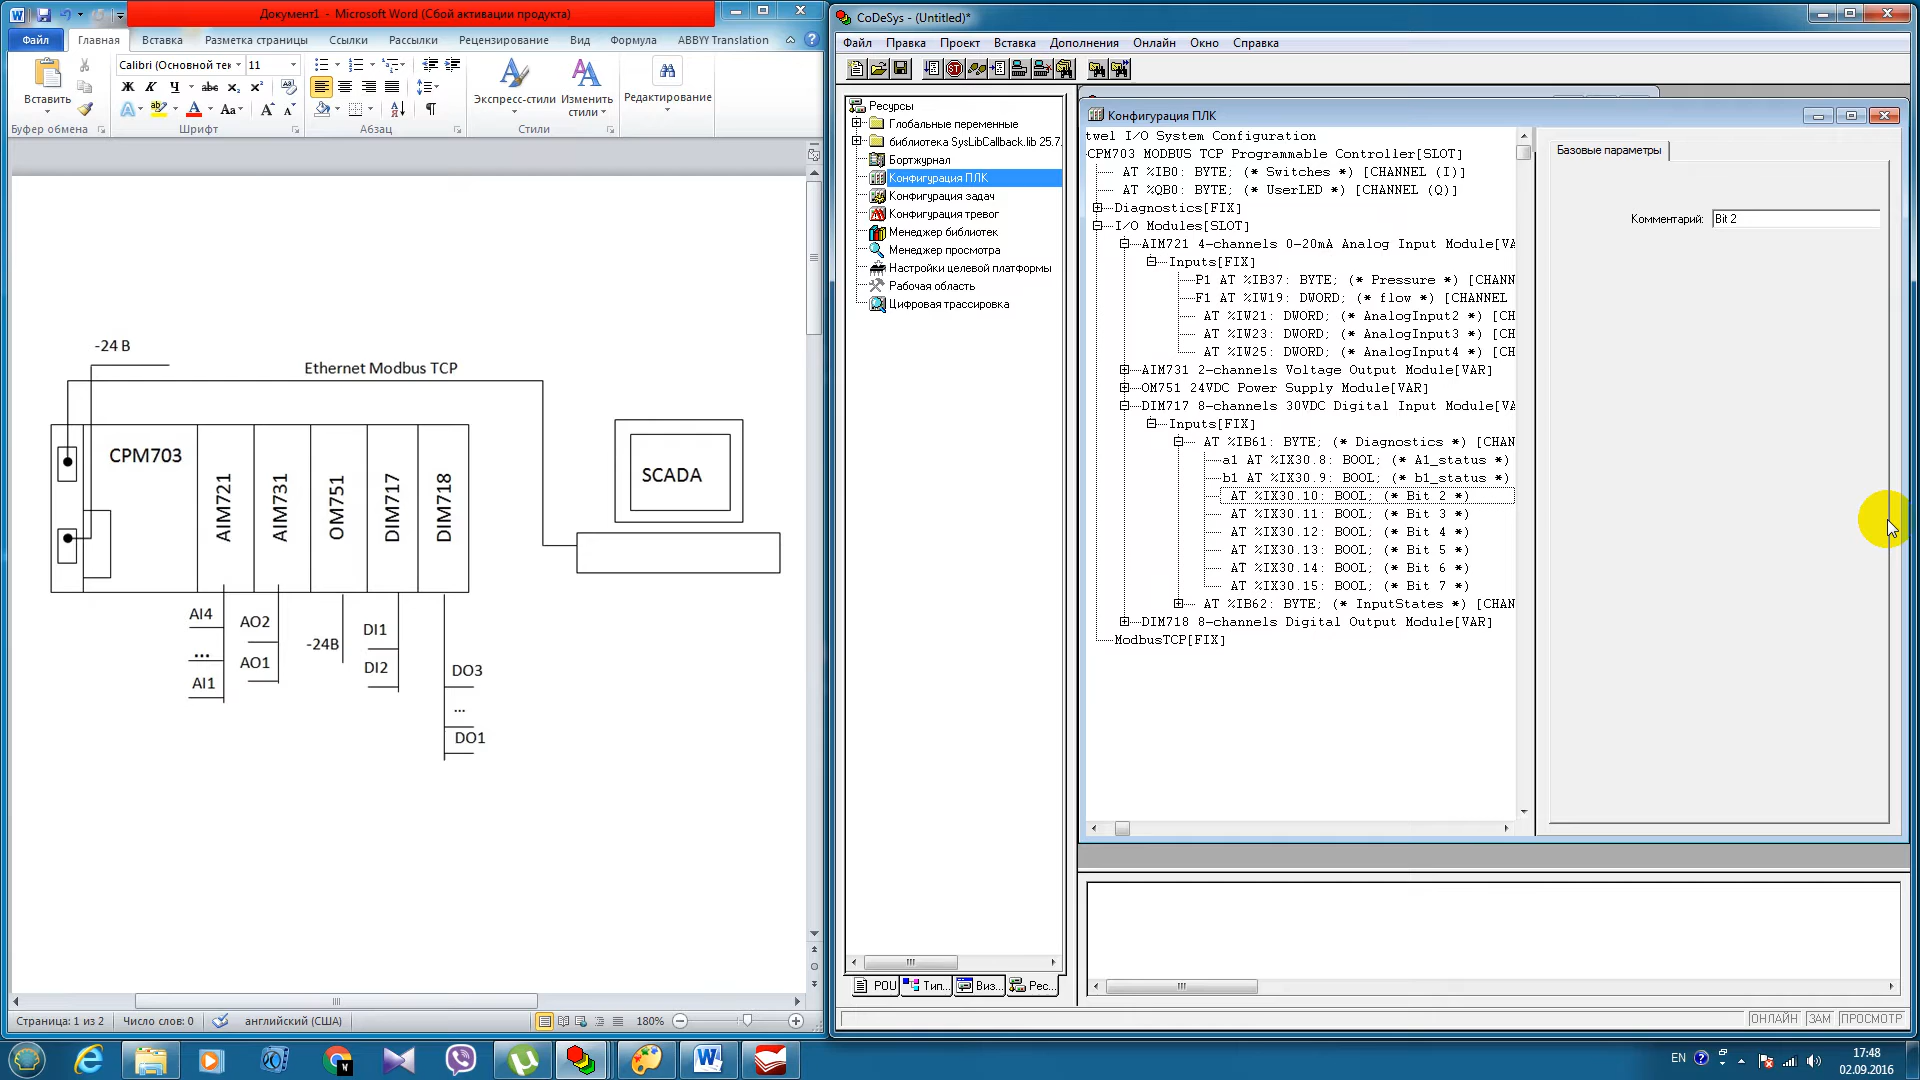 Документ1 - Microsoft Word (Сбой активации продукта)
Файл Главная Вставка Разметка страницы Ссылки Рассылки Рецензирование Вид Формула ABBYY Translation
Вставить
Calibri (Основной тек 11
Ж К Ч abc x₂ x²
Aa
Экспресс-стили
Изменить стили
Редактирование
Буфер обмена Шрифт Абзац Стили
-24 В
Ethernet Modbus TCP
CPM703
AIM721
AIM731
OM751
DIM717
DIM718
SCADA
AI4
...
AI1
AO2
AO1
-24В
DI1
DI2
DO3
...
DO1
Страница: 1 из 2 Число слов: 0 английский (США) 180%
CoDeSys - (Untitled)*
Файл Правка Проект Вставка Дополнения Онлайн Окно Справка
Ресурсы
Глобальные переменные
библиотека SysLibCallback.lib 25.7.
Бортжурнал
Конфигурация ПЛК
Конфигурация задач
Конфигурация тревог
Менеджер библиотек
Менеджер просмотра
Настройки целевой платформы
Рабочая область
Цифровая трассировка
POU Тип... Виз... Рес...
Конфигурация ПЛК
twel I/O System Configuration
CPM703 MODBUS TCP Programmable Controller[SLOT]
AT %IB0: BYTE; (* Switches *) [CHANNEL (I)]
AT %QB0: BYTE; (* UserLED *) [CHANNEL (Q)]
Diagnostics[FIX]
I/O Modules[SLOT]
AIM721 4-channels 0-20mA Analog Input Module[VA
Inputs[FIX]
P1 AT %IB37: BYTE; (* Pressure *) [CHANN
F1 AT %IW19: DWORD; (* flow *) [CHANNEL
AT %IW21: DWORD; (* AnalogInput2 *) [CH
AT %IW23: DWORD; (* AnalogInput3 *) [CH
AT %IW25: DWORD; (* AnalogInput4 *) [CH
AIM731 2-channels Voltage Output Module[VAR]
OM751 24VDC Power Supply Module[VAR]
DIM717 8-channels 30VDC Digital Input Module[VA
Inputs[FIX]
AT %IB61: BYTE; (* Diagnostics *) [CHAN
a1 AT %IX30.8: BOOL; (* A1_status *)
b1 AT %IX30.9: BOOL; (* b1_status *)
AT %IX30.10: BOOL; (* Bit 2 *)
AT %IX30.11: BOOL; (* Bit 3 *)
AT %IX30.12: BOOL; (* Bit 4 *)
AT %IX30.13: BOOL; (* Bit 5 *)
AT %IX30.14: BOOL; (* Bit 6 *)
AT %IX30.15: BOOL; (* Bit 7 *)
AT %IB62: BYTE; (* InputStates *) [CHAN
DIM718 8-channels Digital Output Module[VAR]
ModbusTCP[FIX]
Базовые параметры
Комментарий: Bit 2
ОНЛАЙН ЗАМ ПРОСМОТР
EN
17:48
02.09.2016